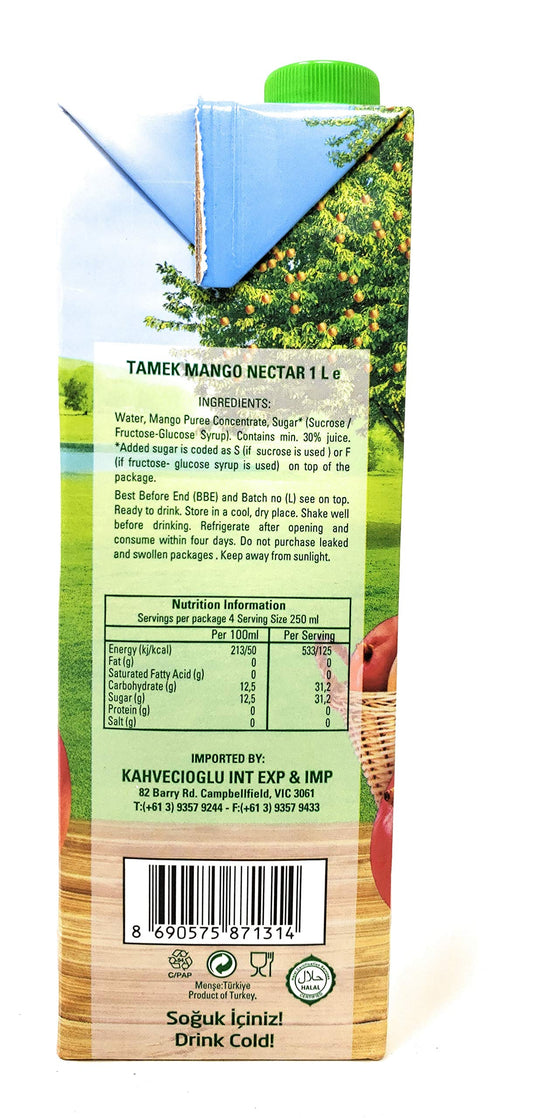 TAMEK MANGO NECTAR 1 L e
INGREDIENTS:
Water, Mango Puree Concentrate, Sugar* (Sucrose /
Fructose-Glucose Syrup). Contains min. 30% juice.
*Added sugar is coded as S (if sucrose is used ) or F
(if fructose- glucose syrup is used) on top of the
package.
Best Before End (BBE) and Batch no (L) see on top.
Ready to drink. Store in a cool, dry place. Shake well
before drinking. Refrigerate after opening and
consume within four days. Do not purchase leaked
and swollen packages . Keep away from sunlight.
Nutrition Information
Servings per package 4 Serving Size 250 ml
Per 100ml Per Serving
Energy (kj/kcal) 213/50 533/125
Fat (g) 0 0
Saturated Fatty Acid (g) 0 0
Carbohydrate (g) 12,5 31,2
Sugar (g) 12,5 31,2
Protein (g) 0 0
Salt (g) 0 0
IMPORTED BY:
KAHVECIOGLU INT EXP & IMP
82 Barry Rd. Campbellfield, VIC 3061
T:(+61 3) 9357 9244 - F:(+61 3) 9357 9433
8 690575 871314
C/PAP
حلال
HALAL
Menşe:Türkiye
Product of Turkey.
Soğuk İçiniz!
Drink Cold!